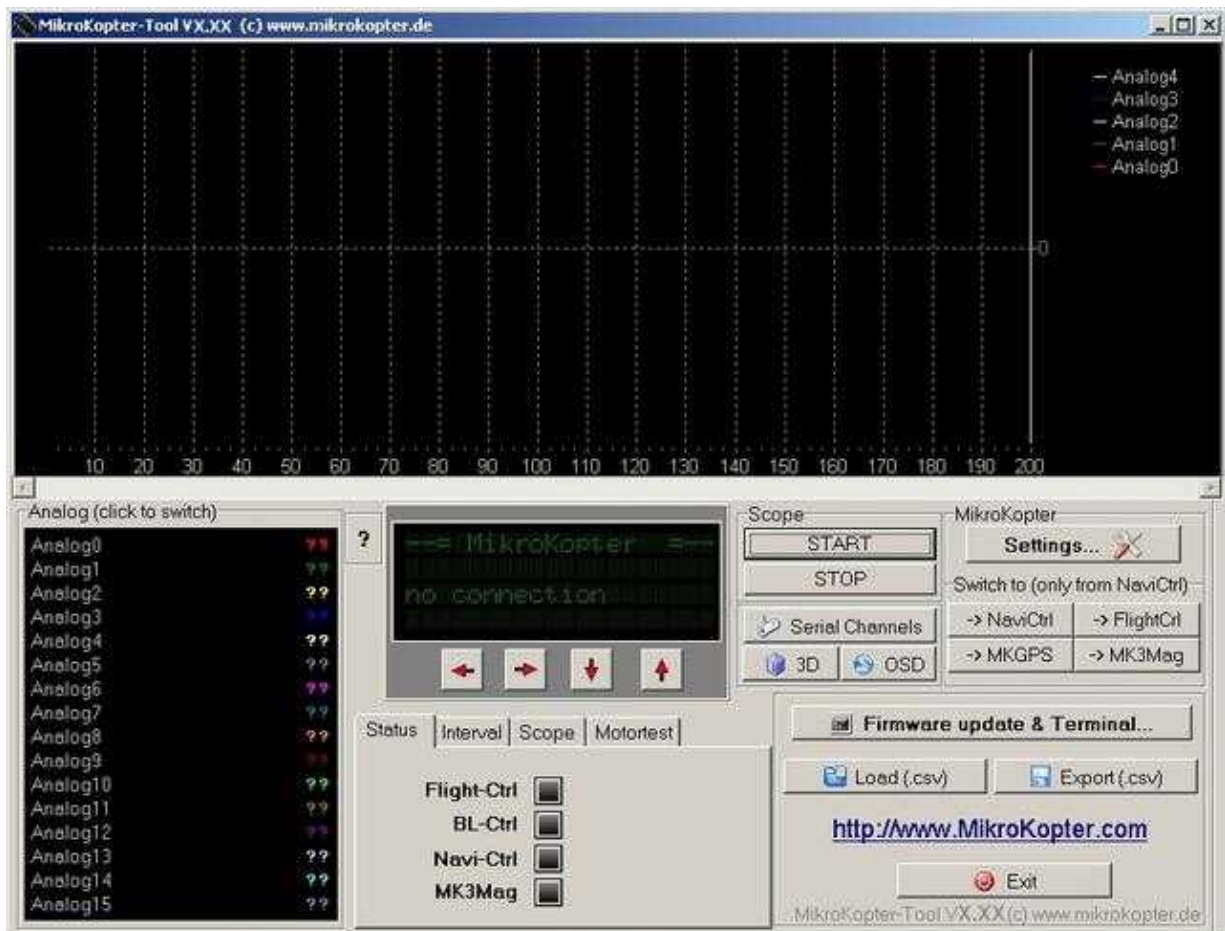 MikroKopter-Tool VX.XX (c) www.mikrokopter.de
Analog4
Analog3
Analog2
Analog1
Analog0
0
10 20 30 40 50 60 70 80 90 100 110 120 130 140 150 160 170 180 190 200
Analog (click to switch)
Analog0 ??
Analog1 ??
Analog2 ??
Analog3 ??
Analog4 ??
Analog5 ??
Analog6 ??
Analog7 ??
Analog8 ??
Analog9 ??
Analog10 ??
Analog11 ??
Analog12 ??
Analog13 ??
Analog14 ??
Analog15 ??
?
--= MikroKopter =--
no connection
Status Interval Scope Motortest
Flight-Ctrl
BL-Ctrl
Navi-Ctrl
MK3Mag
Scope
START
STOP
Serial Channels
3D OSD
MikroKopter
Settings...
Switch to (only from NaviCtrl)
-> NaviCtrl -> FlightCrl
-> MKGPS -> MK3Mag
Firmware update & Terminal...
Load (.csv) Export (.csv)
http://www.MikroKopter.com
Exit
MikroKopter-Tool VX.XX (c) www.mikrokopter.de